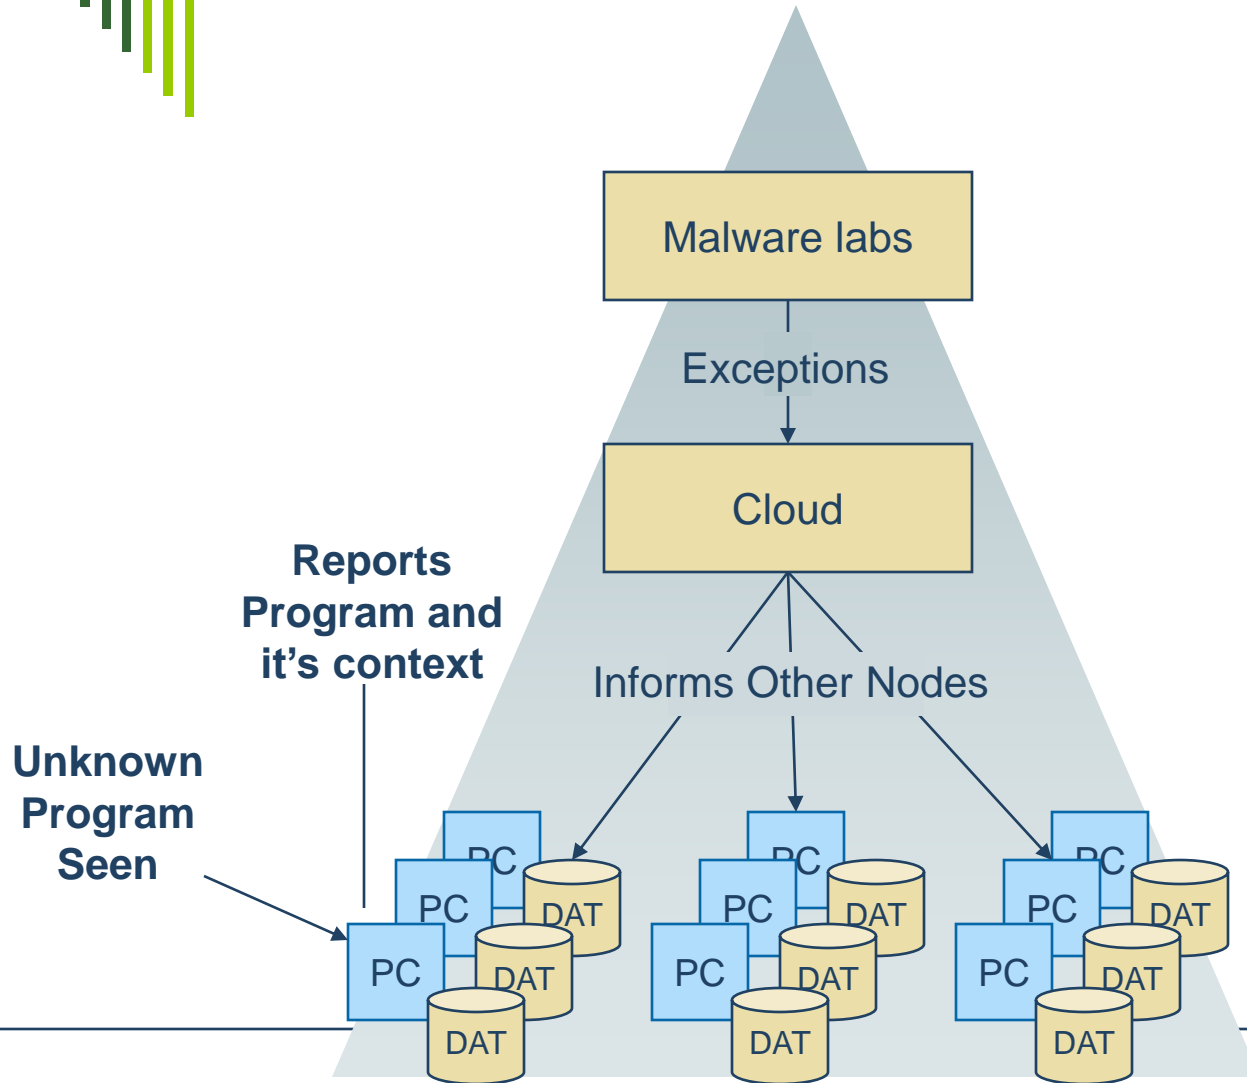 Malware labs
Exceptions
Cloud
Reports
Program and
it's context
Informs Other Nodes
Unknown
Program
Seen
PC
PC
PC
DAT
DAT
DAT
PC
PC
PC
DAT
DAT
DAT
PC
PC
PC
DAT
DAT
DAT